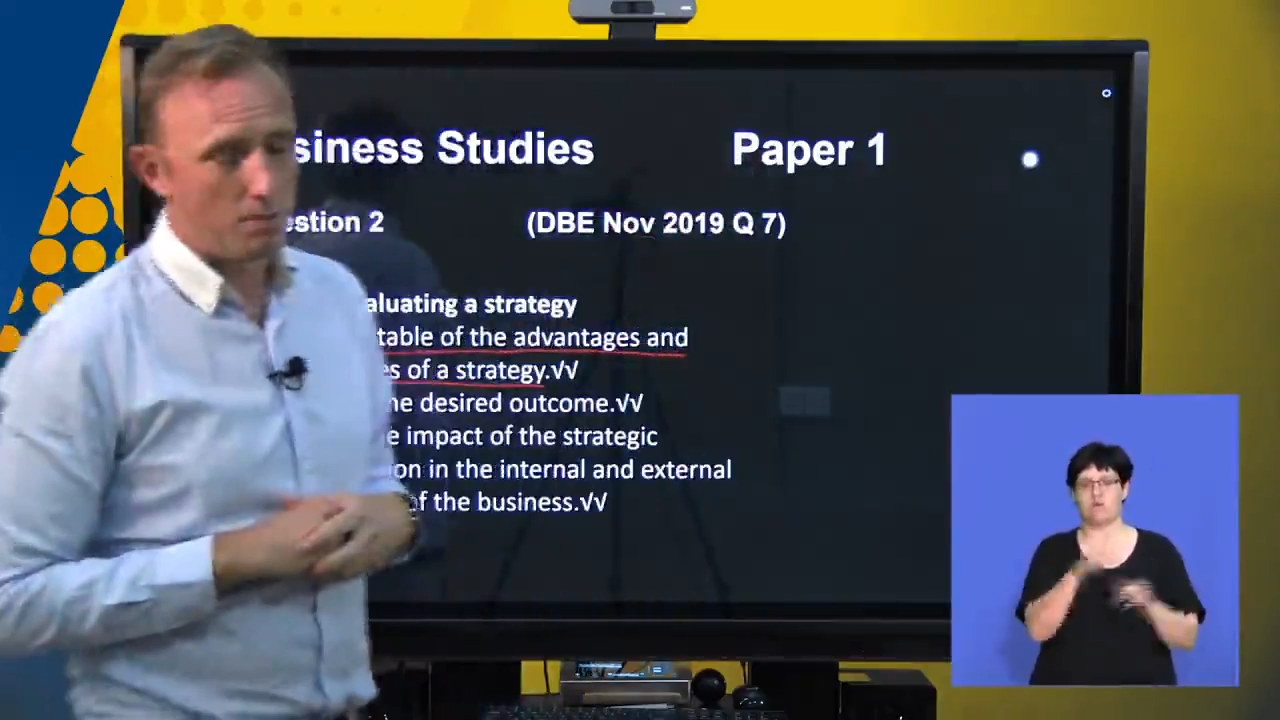 siness Studies Paper 1
estion 2 (DBE Nov 2019 Q 7)
aluating a strategy
table of the advantages and
es of a strategy.√√
he desired outcome.√√
e impact of the strategic
on in the internal and external
of the business.√√